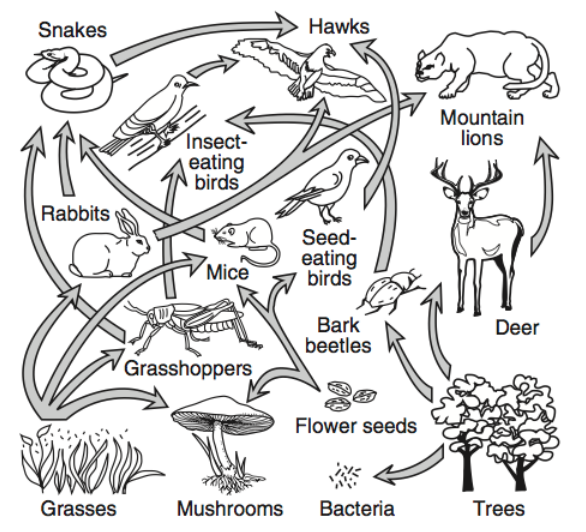 Snakes
Hawks
Mountain
lions
Insect-
eating
birds
Rabbits
Mice
Seed-
eating
birds
Bark
beetles
Deer
Grasshoppers
Flower seeds
Grasses
Mushrooms
Bacteria
Trees